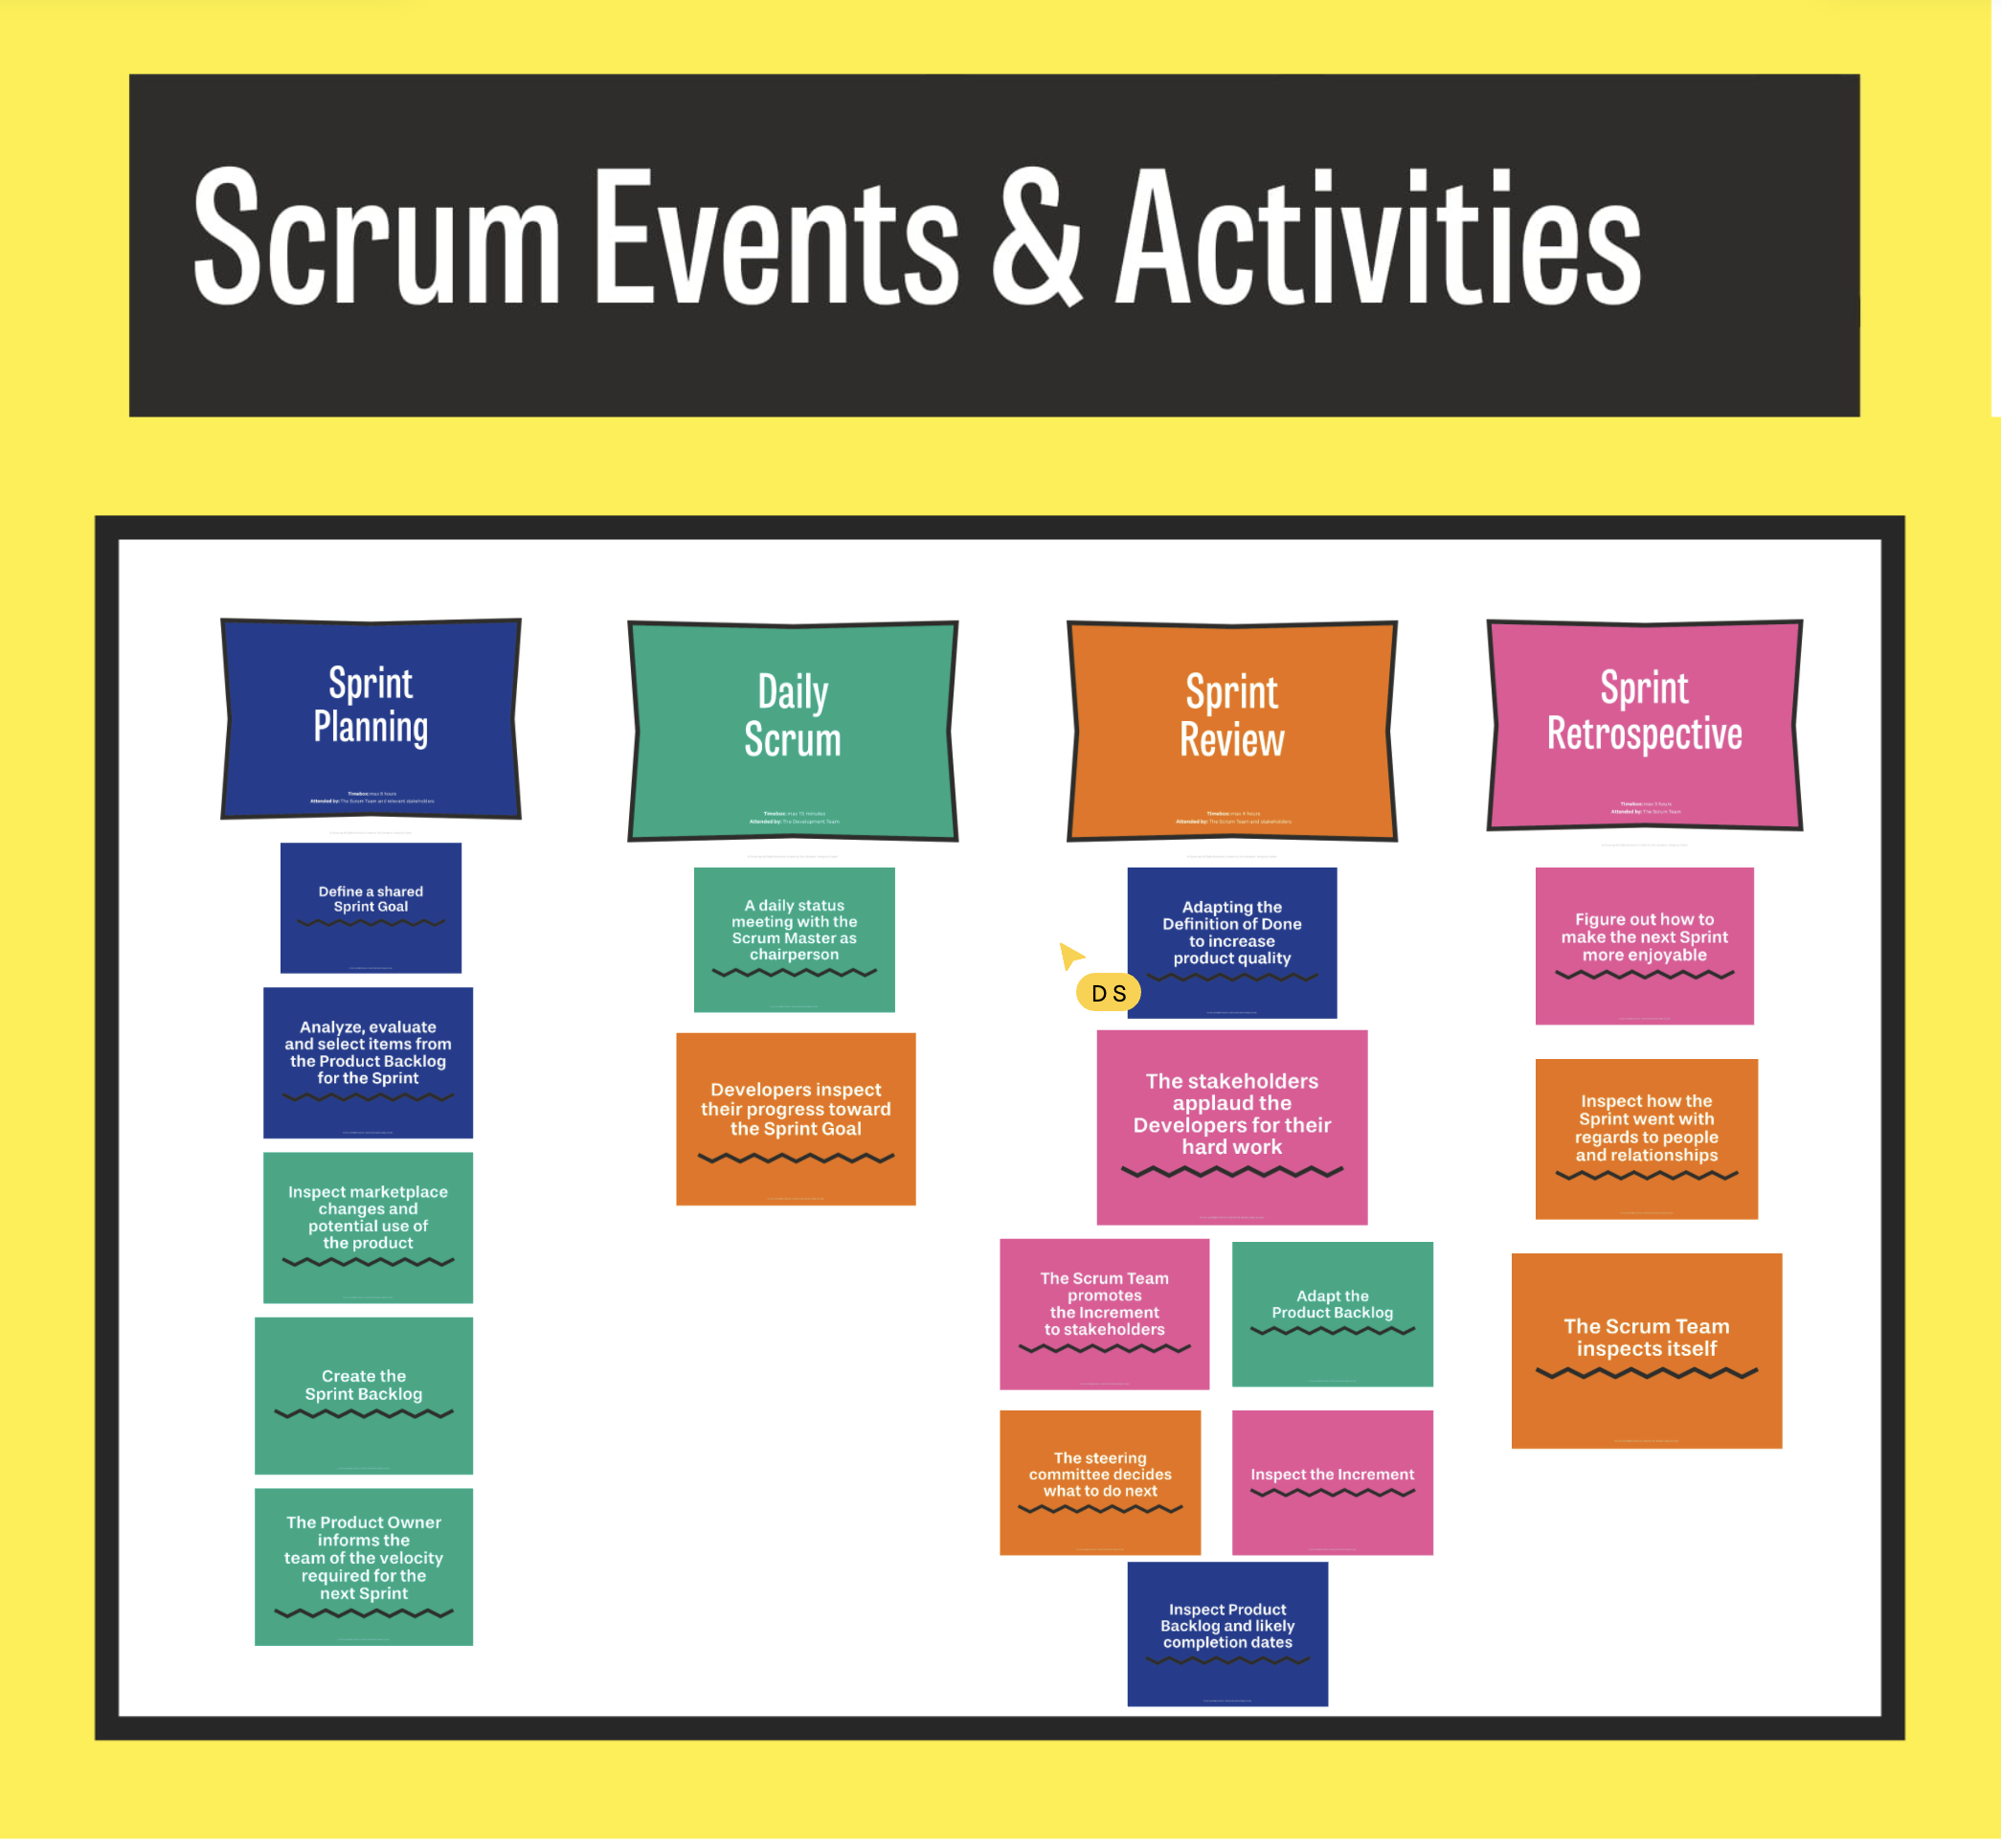 Scrum Events & Activities
Sprint
Planning
Timebox: max 8 hours
Attended by: The Scrum Team and relevant stakeholders
Define a shared
Sprint Goal
Analyze, evaluate
and select items from
the Product Backlog
for the Sprint
Inspect marketplace
changes and
potential use of
the product
Create the
Sprint Backlog
The Product Owner
informs the
team of the velocity
required for the
next Sprint
Daily
Scrum
Timebox: max 15 minutes
Attended by: The Development Team
A daily status
meeting with the
Scrum Master as
chairperson
Developers inspect
their progress toward
the Sprint Goal
Sprint
Review
Timebox: max 4 hours
Attended by: The Scrum Team and stakeholders
Adapting the
Definition of Done
to increase
product quality
DS
The stakeholders
applaud the
Developers for their
hard work
The Scrum Team
promotes
the Increment
to stakeholders
Adapt the
Product Backlog
The steering
committee decides
what to do next
Inspect the Increment
Inspect Product
Backlog and likely
completion dates
Sprint
Retrospective
Timebox: max 3 hours
Attended by: The Scrum Team
Figure out how to
make the next Sprint
more enjoyable
Inspect how the
Sprint went with
regards to people
and relationships
The Scrum Team
inspects itself